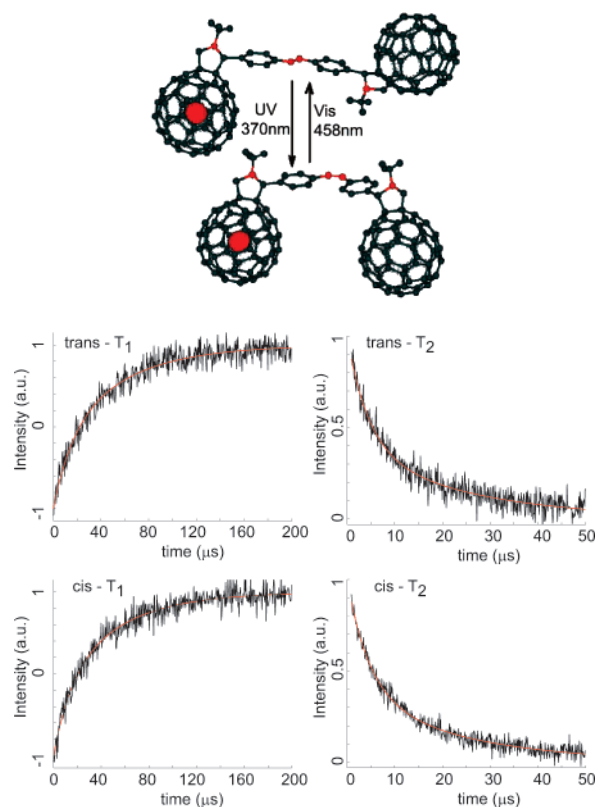 UV
370nm
Vis
458nm
trans - T1
Intensity (a.u.)
1
0
-1
0 40 80 120 160 200
time (μs)
trans - T2
Intensity (a.u.)
1
0.5
0
0 10 20 30 40 50
time (μs)
cis - T1
Intensity (a.u.)
1
0
-1
0 40 80 120 160 200
time (μs)
cis - T2
Intensity (a.u.)
1
0.5
0
0 10 20 30 40 50
time (μs)